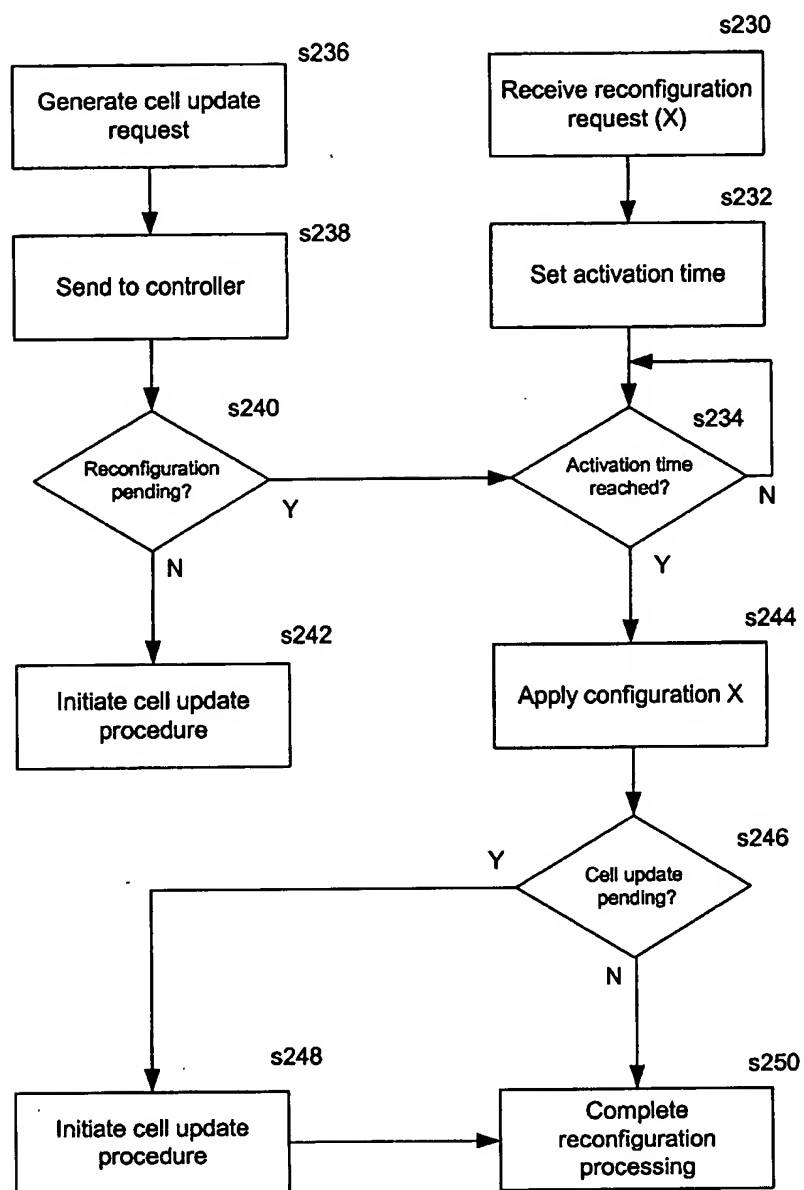 s236
Generate cell update
request
s230
Receive reconfiguration
request (X)
s238
Send to controller
s232
Set activation time
s240
Reconfiguration
pending?
Y
N
s234
Activation time
reached?
N
Y
s242
Initiate cell update
procedure
s244
Apply configuration X
s246
Cell update
pending?
Y
N
s248
Initiate cell update
procedure
s250
Complete
reconfiguration
processing